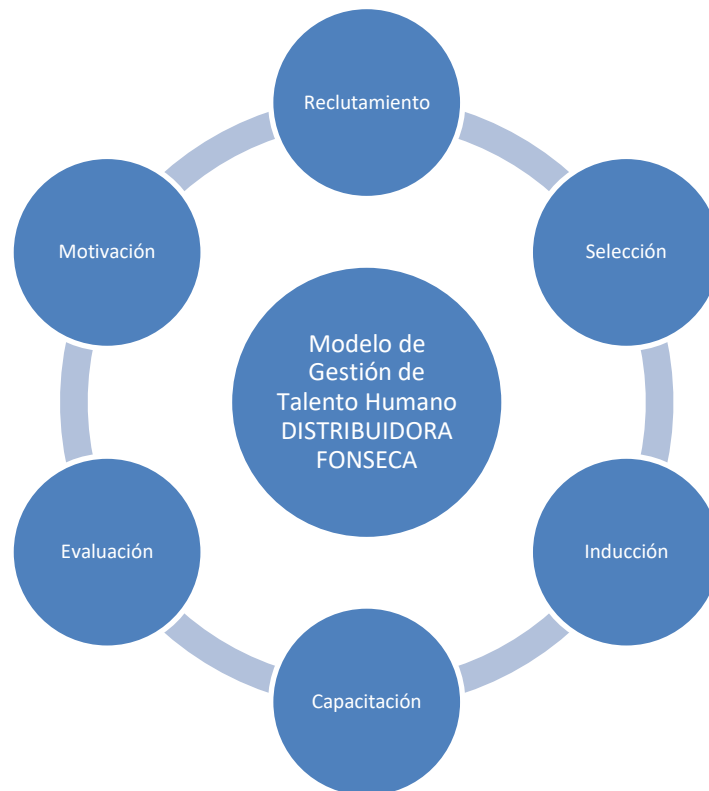 Reclutamiento
Selección
Inducción
Capacitación
Evaluación
Motivación
Modelo de
Gestión de
Talento Humano
DISTRIBUIDORA
FONSECA